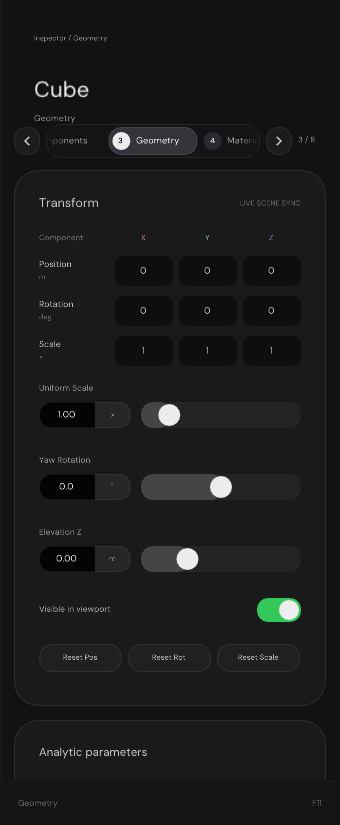 Inspector / Geometry
Cube
Geometry
ponents 3 Geometry 4 Materi 3 / 8
Transform LIVE SCENE SYNC
Component X Y Z
Position 0 0 0
m
Rotation 0 0 0
deg
Scale 1 1 1
Uniform Scale
1.00 x
Yaw Rotation
0.0 °
Elevation Z
0.00 m
Visible in viewport
Reset Pos Reset Rot Reset Scale
Analytic parameters
Geometry F11